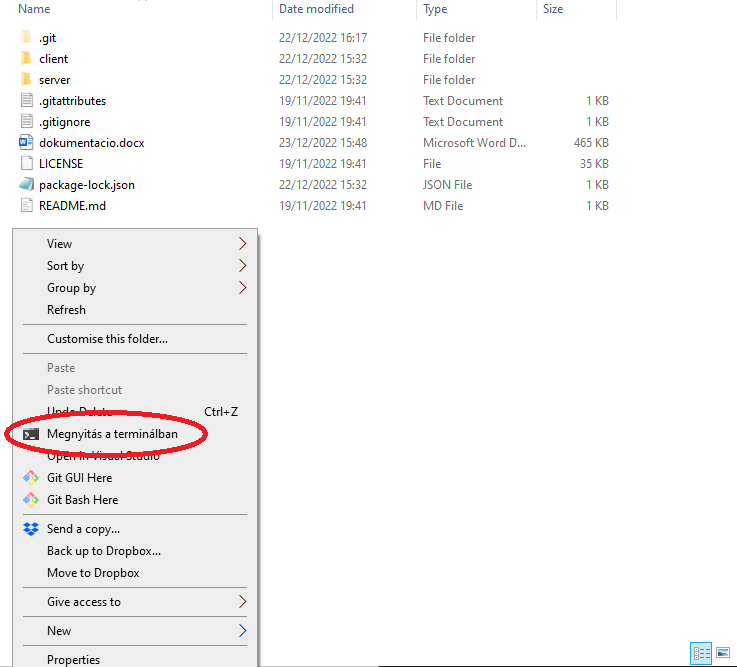 Name Date modified Type Size
.git 22/12/2022 16:17 File folder
client 22/12/2022 15:32 File folder
server 22/12/2022 15:32 File folder
.gitattributes 19/11/2022 19:41 Text Document 1 KB
.gitignore 19/11/2022 19:41 Text Document 1 KB
dokumentacio.docx 23/12/2022 15:48 Microsoft Word D... 465 KB
LICENSE 19/11/2022 19:41 File 35 KB
package-lock.json 22/12/2022 15:32 JSON File 1 KB
README.md 19/11/2022 19:41 MD File 1 KB
View
Sort by
Group by
Refresh
Customise this folder...
Paste
Paste shortcut
Undo Delete Ctrl+Z
Megnyitás a terminálban
Open in Visual Studio
Git GUI Here
Git Bash Here
Send a copy...
Back up to Dropbox...
Move to Dropbox
Give access to
New
Properties